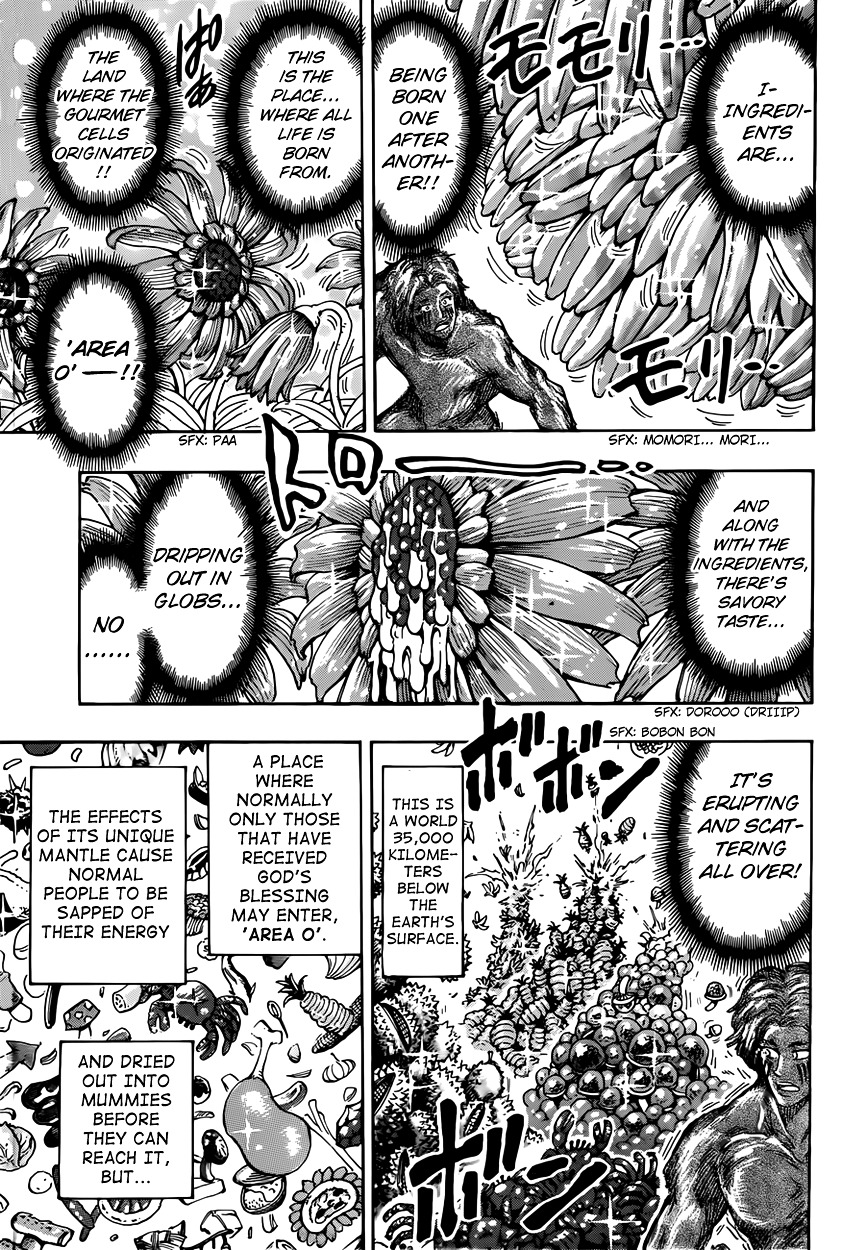 I-
INGREDI-
ENTS
ARE...
モモリ…
BEING
BORN
ONE
AFTER
ANOTH-
ER!!
モリ…
SFX: MOMORI... MORI...
THIS
IS THE
PLACE...
WHERE ALL
LIFE IS
BORN
FROM.
ぱぁ
THE
LAND
WHERE THE
GOURMET
CELLS
ORIGINATED
!!
'AREA
O' — !!
SFX: PAA
AND
ALONG
WITH THE
INGREDIENTS,
THERE'S
SAVORY
TASTE...
トロー…
DRIPPING
OUT IN
GLOBS...
NO
......
SFX: DOROOO (DRIIIP)
SFX: BOBON BON
IT'S
ERUPTING
AND SCAT-
TERING
ALL OVER!
ボボン
ボン
THIS IS
A WORLD
35,000
KILOME-
TERS
BELOW
THE
EARTH'S
SURFACE.
A PLACE
WHERE
NORMALLY
ONLY THOSE
THAT HAVE
RECEIVED
GOD'S
BLESSING
MAY ENTER,
'AREA O'.
THE EFFECTS
OF ITS UNIQUE
MANTLE CAUSE
NORMAL
PEOPLE TO BE
SAPPED OF
THEIR ENERGY
AND DRIED
OUT INTO
MUMMIES
BEFORE
THEY CAN
REACH IT,
BUT...